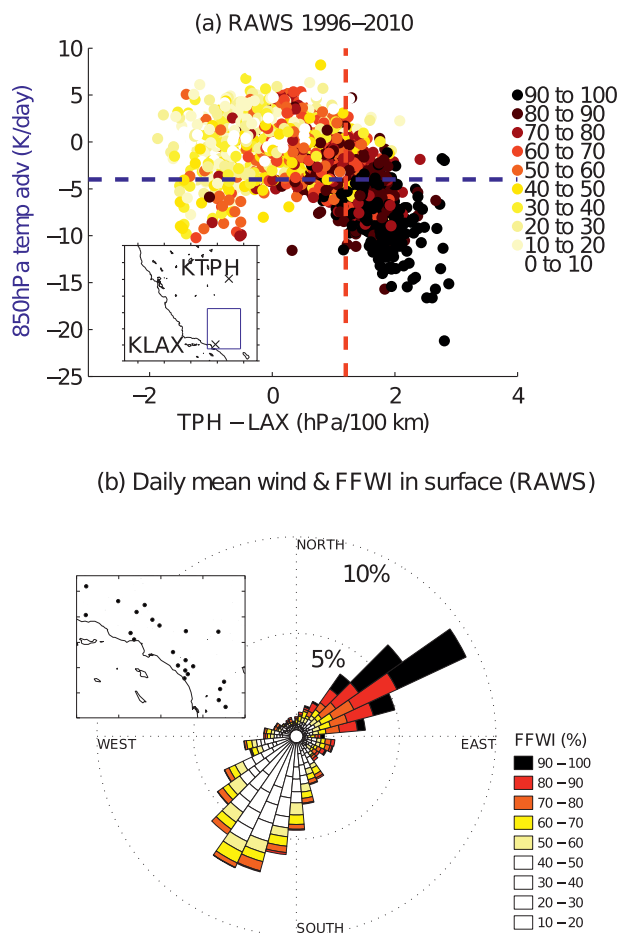 (a) RAWS 1996–2010
850hPa temp adv (K/day)
10
5
0
−5
−10
−15
−20
−25
−2
0
2
4
TPH – LAX (hPa/100 km)
KTPH
KLAX
90 to 100
80 to 90
70 to 80
60 to 70
50 to 60
40 to 50
30 to 40
20 to 30
10 to 20
0 to 10
(b) Daily mean wind & FFWI in surface (RAWS)
NORTH
10%
5%
WEST
EAST
SOUTH
FFWI (%)
90 – 100
80 – 90
70 – 80
60 – 70
50 – 60
40 – 50
30 – 40
20 – 30
10 – 20